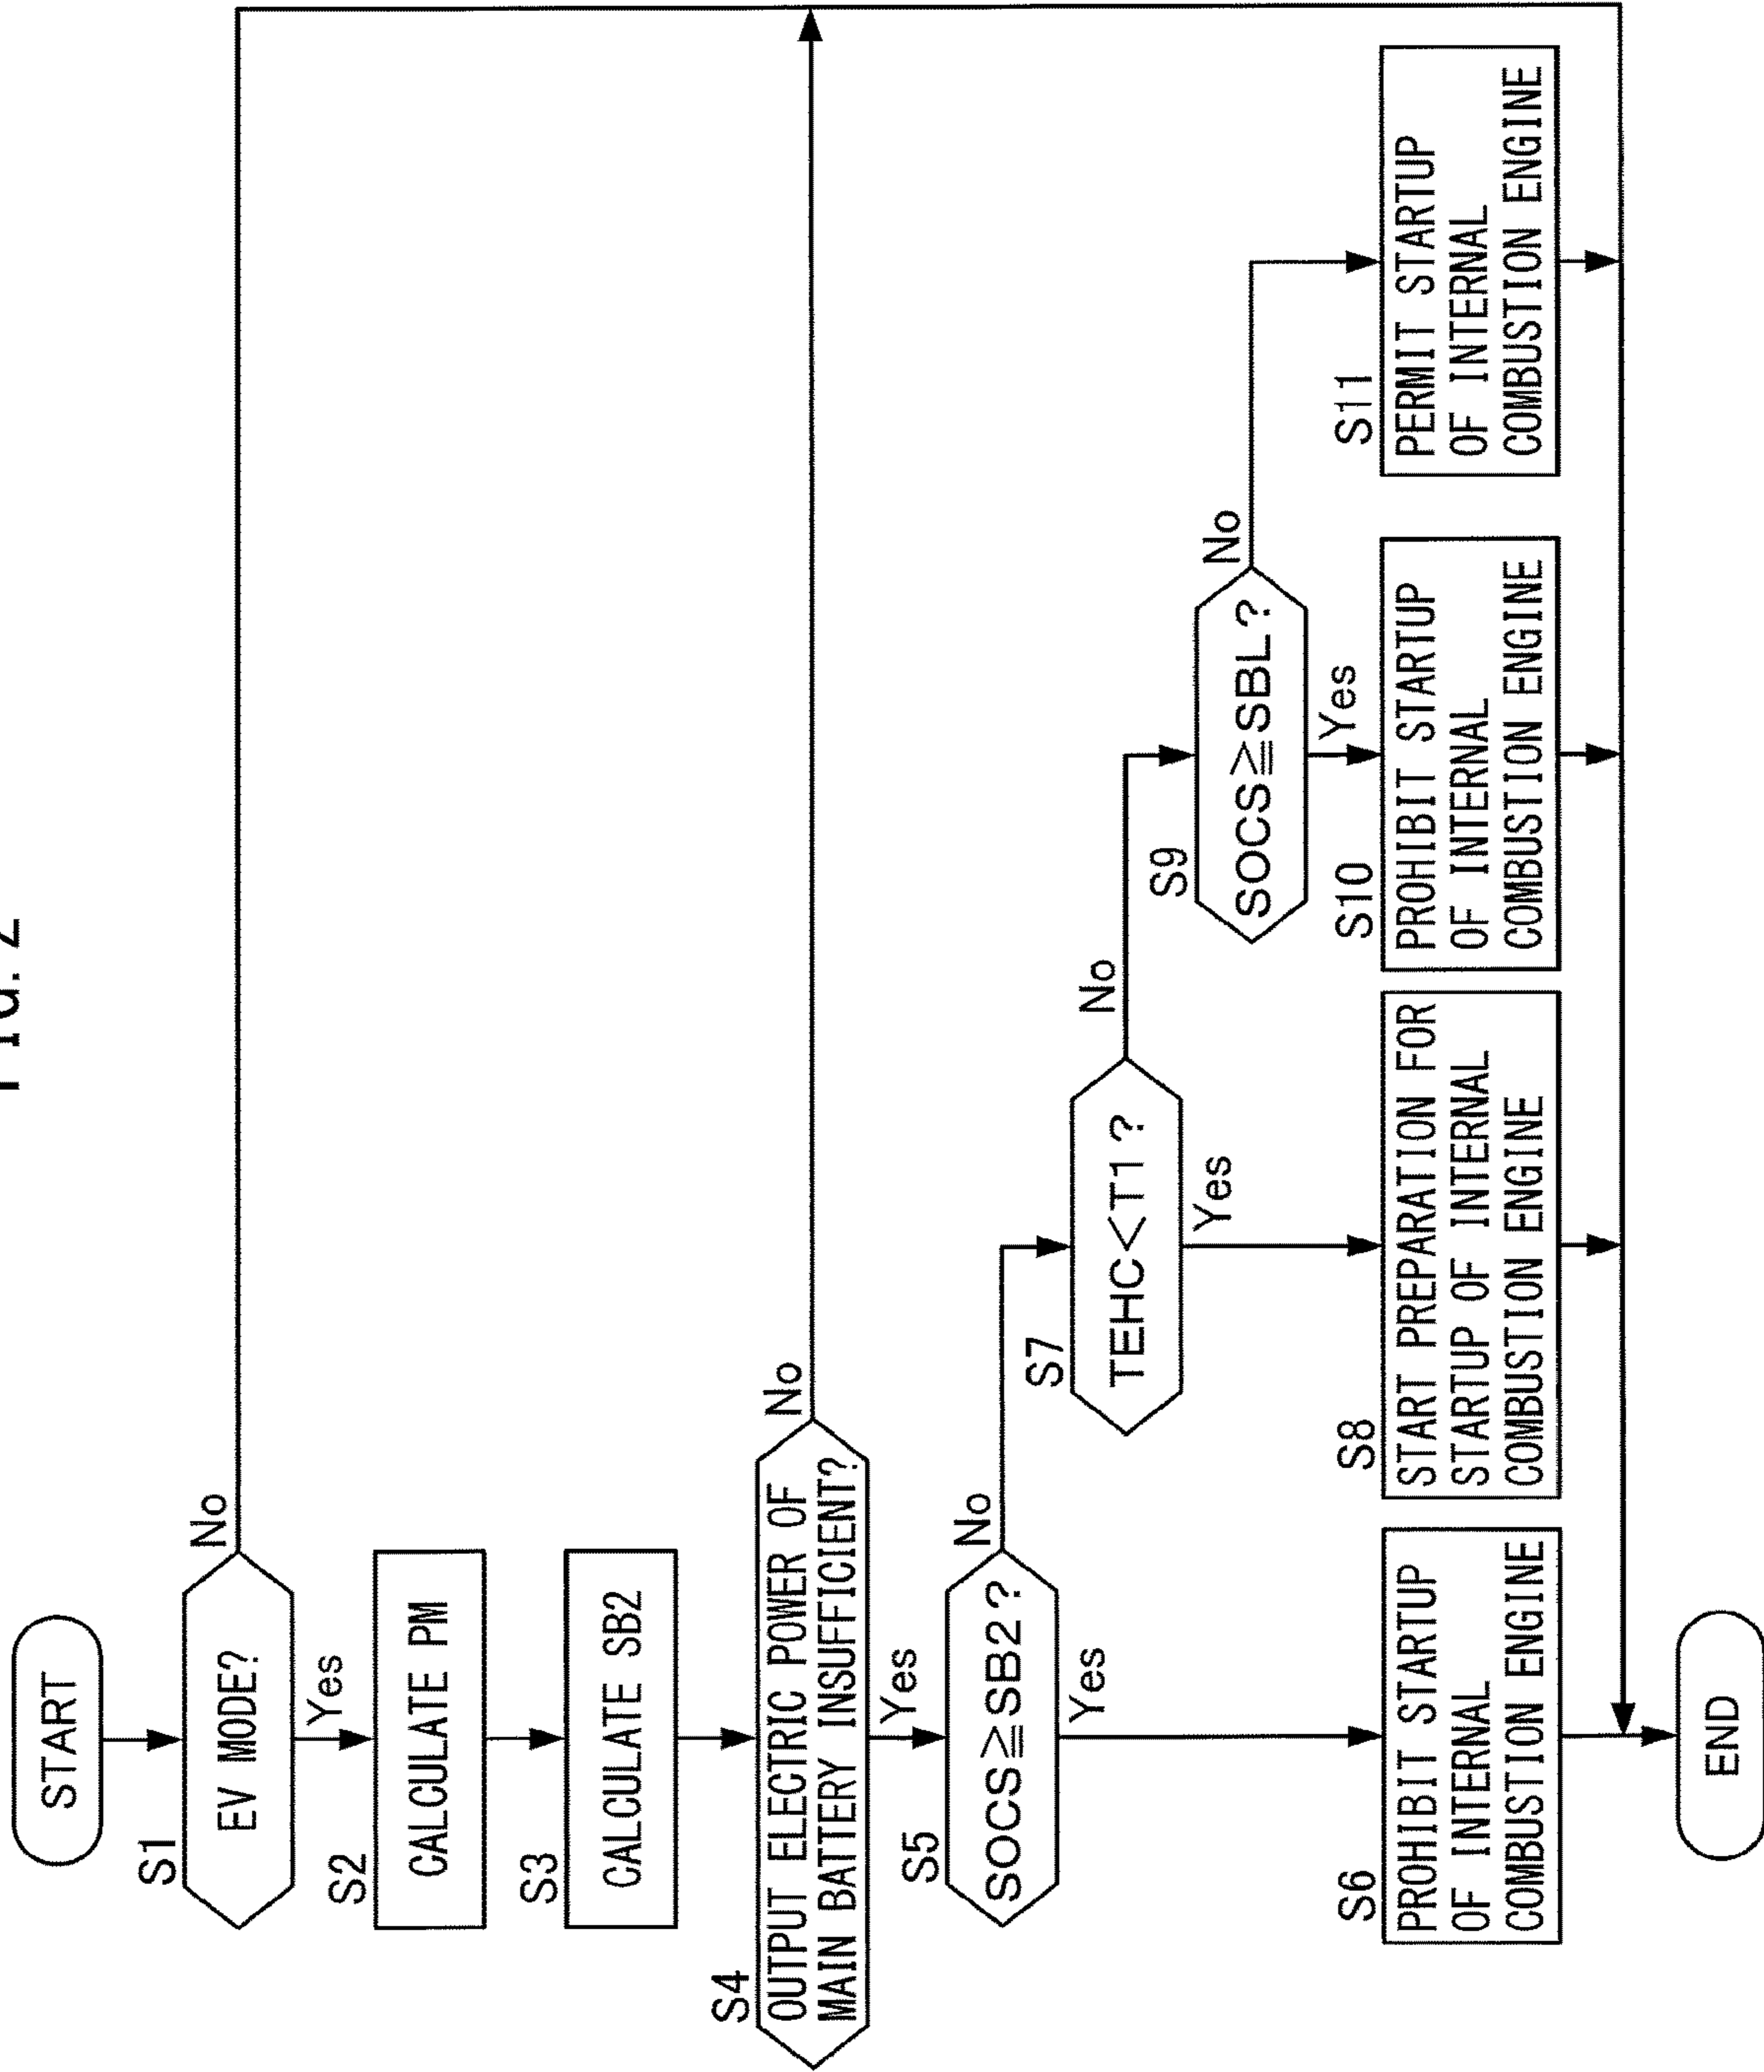 FIG. 2
START
S1
EV MODE?
No
Yes
S2
CALCULATE PM
S3
CALCULATE SB2
S4
OUTPUT ELECTRIC POWER OF
MAIN BATTERY INSUFFICIENT?
No
Yes
S5
SOCS≧SB2?
No
Yes
S7
TEHC<T1?
No
Yes
S9
SOCS≧SBL?
No
Yes
S6
PROHIBIT STARTUP
OF INTERNAL
COMBUSTION ENGINE
S8
START PREPARATION FOR
STARTUP OF INTERNAL
COMBUSTION ENGINE
S10
PROHIBIT STARTUP
OF INTERNAL
COMBUSTION ENGINE
S11
PERMIT STARTUP
OF INTERNAL
COMBUSTION ENGINE
END